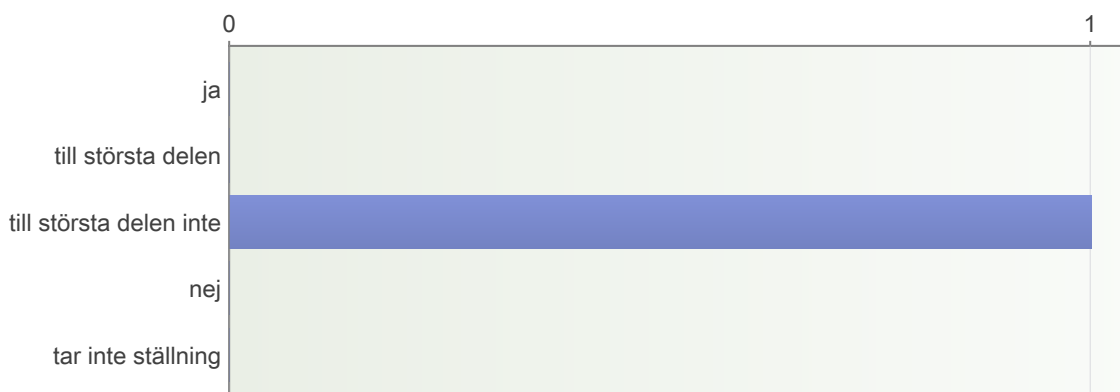 0 1
ja
till största delen
till största delen inte
nej
tar inte ställning